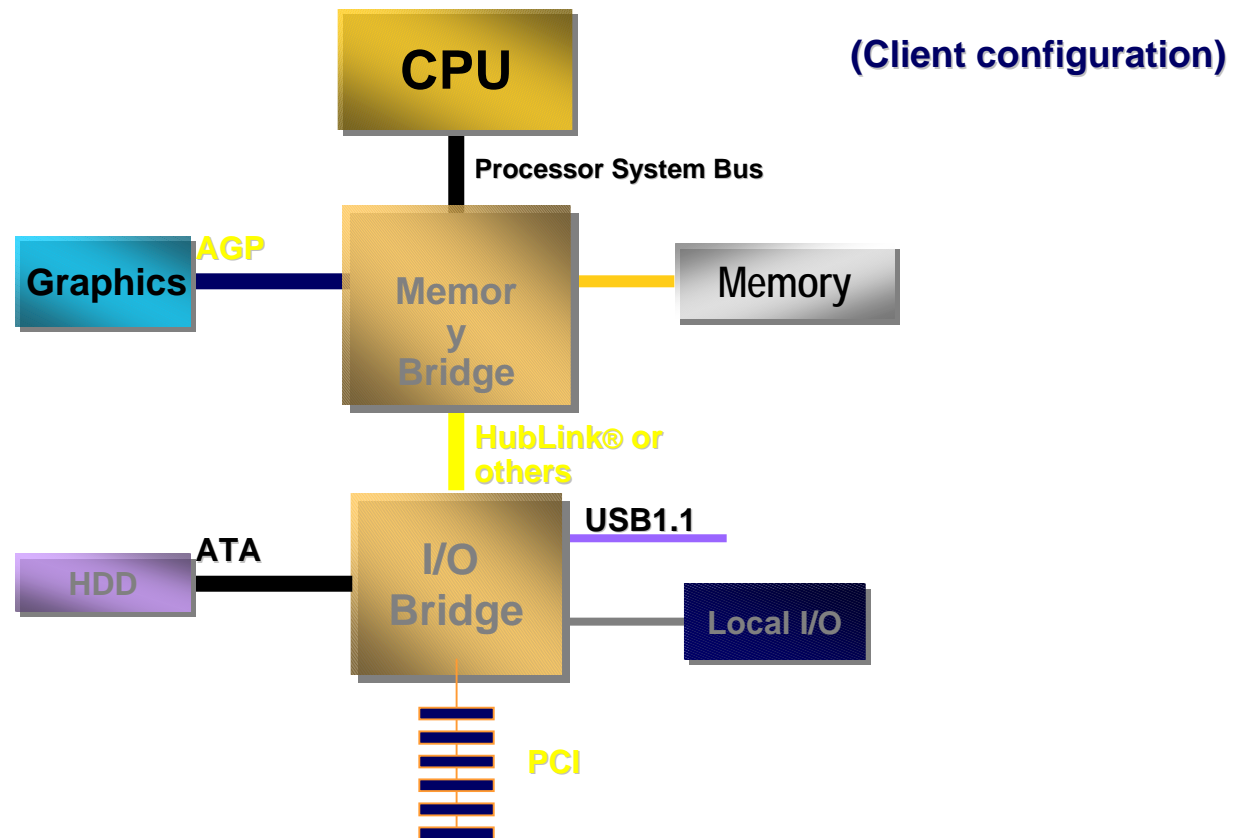 CPU
(Client configuration)
Processor System Bus
AGP
Graphics
Memor
y
Bridge
Memory
HubLink® or
others
USB1.1
ATA
HDD
I/O
Bridge
Local I/O
PCI